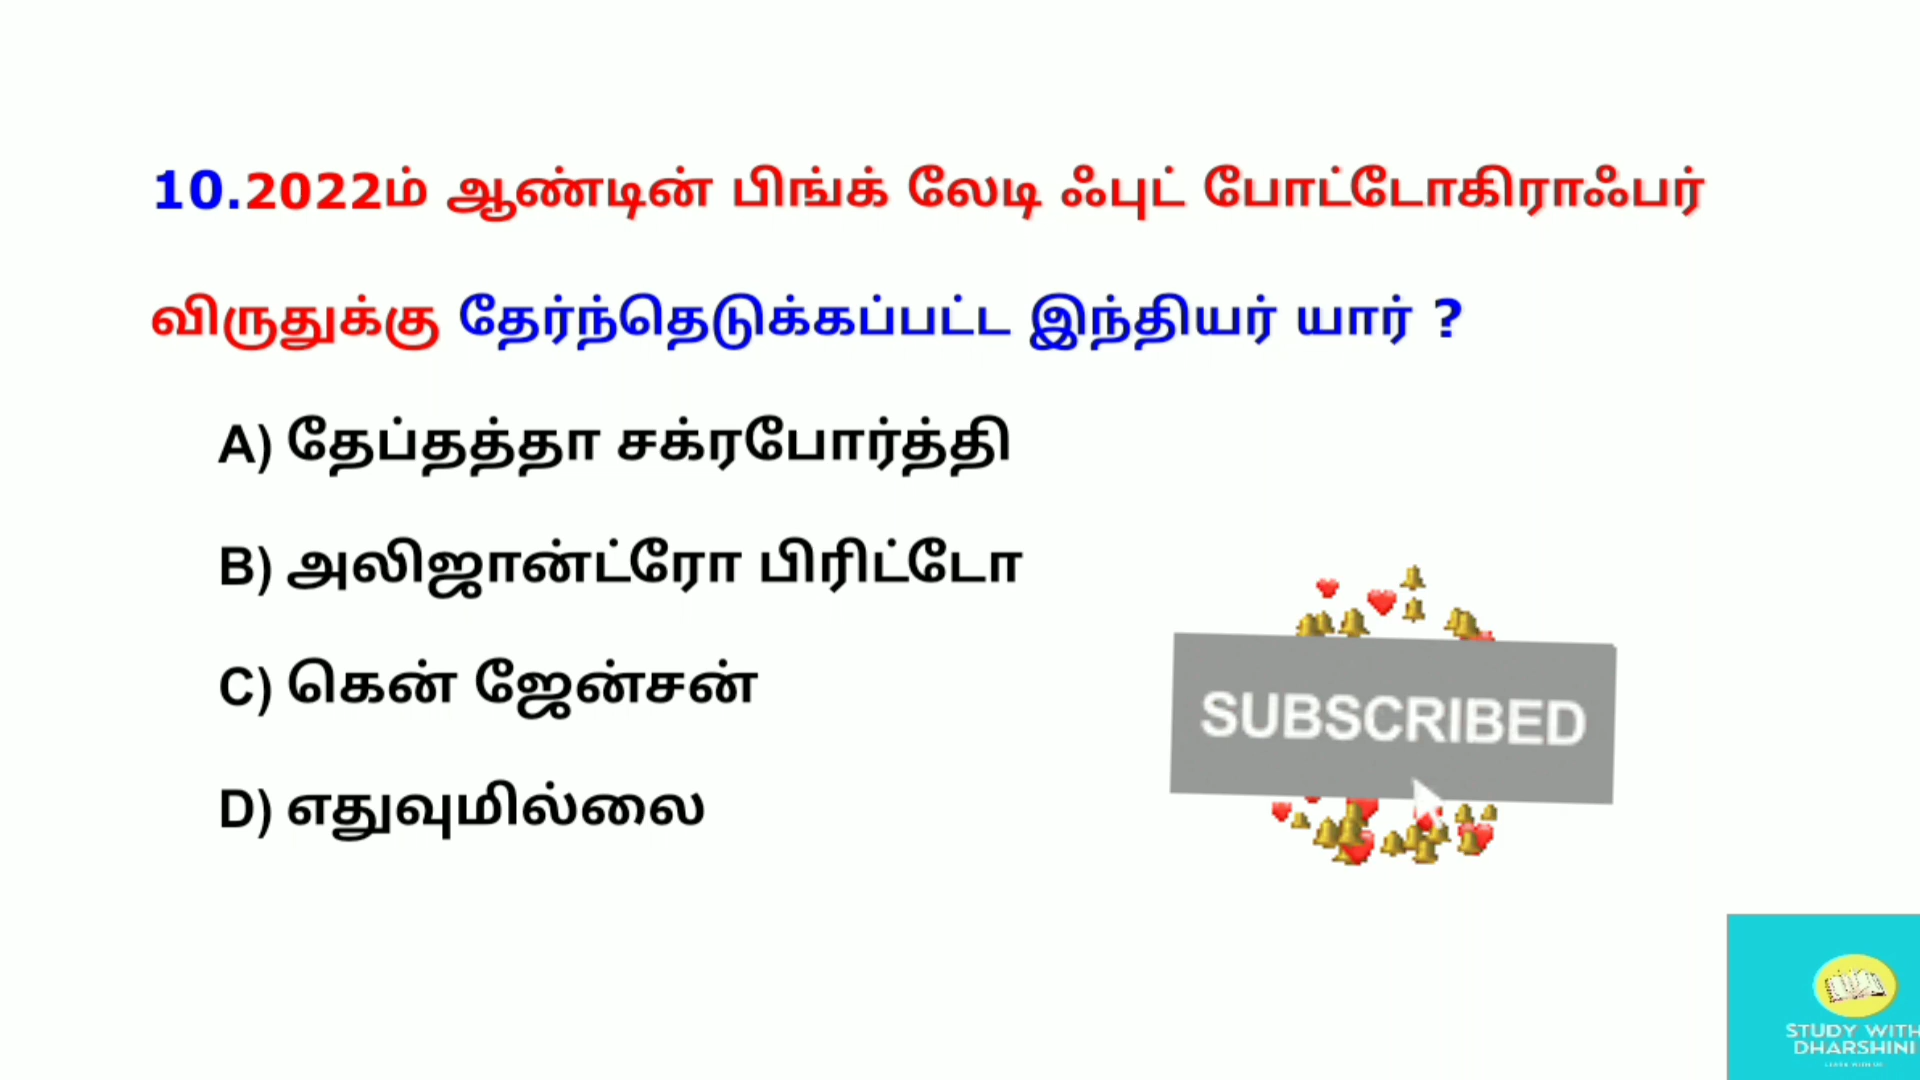 10.2022ம் ஆண்டின் பிங்க் லேடி ஃபுட் போட்டோகிராஃபர்
விருதுக்கு தேர்ந்தெடுக்கப்பட்ட இந்தியர் யார் ?
A) தேப்தத்தா சக்ரபோர்த்தி
B) அலிஜான்ட்ரோ பிரிட்டோ
C) கென் ஜேன்சன்
D) எதுவுமில்லை
SUBSCRIBED
STUDY WITH
DHARSHINI